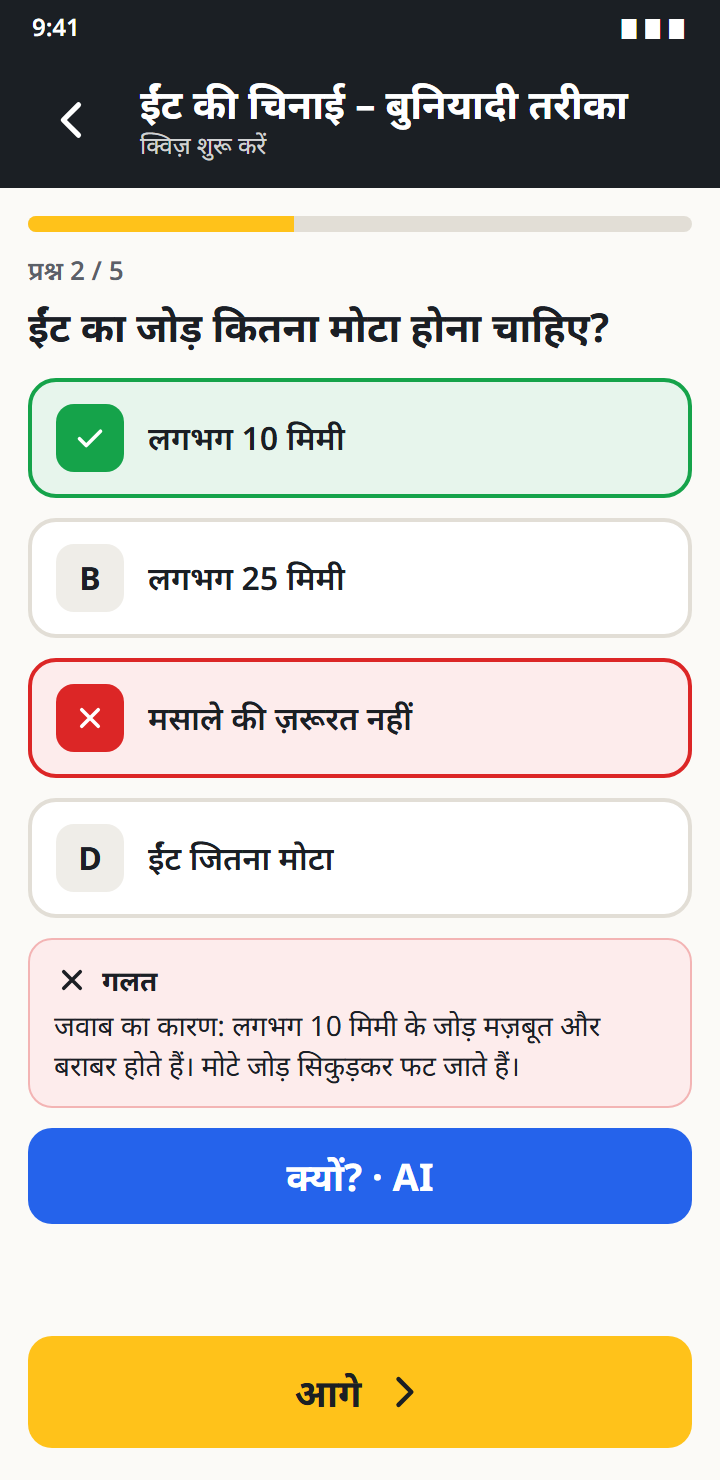 9:41
ईंट की चिनाई – बुनियादी तरीका
क्विज़ शुरू करें
प्रश्न 2 / 5
ईंट का जोड़ कितना मोटा होना चाहिए?
लगभग 10 मिमी
B
लगभग 25 मिमी
मसाले की ज़रूरत नहीं
D
ईंट जितना मोटा
गलत
जवाब का कारण: लगभग 10 मिमी के जोड़ मज़बूत और
बराबर होते हैं। मोटे जोड़ सिकुड़कर फट जाते हैं।
क्यों? · AI
आगे